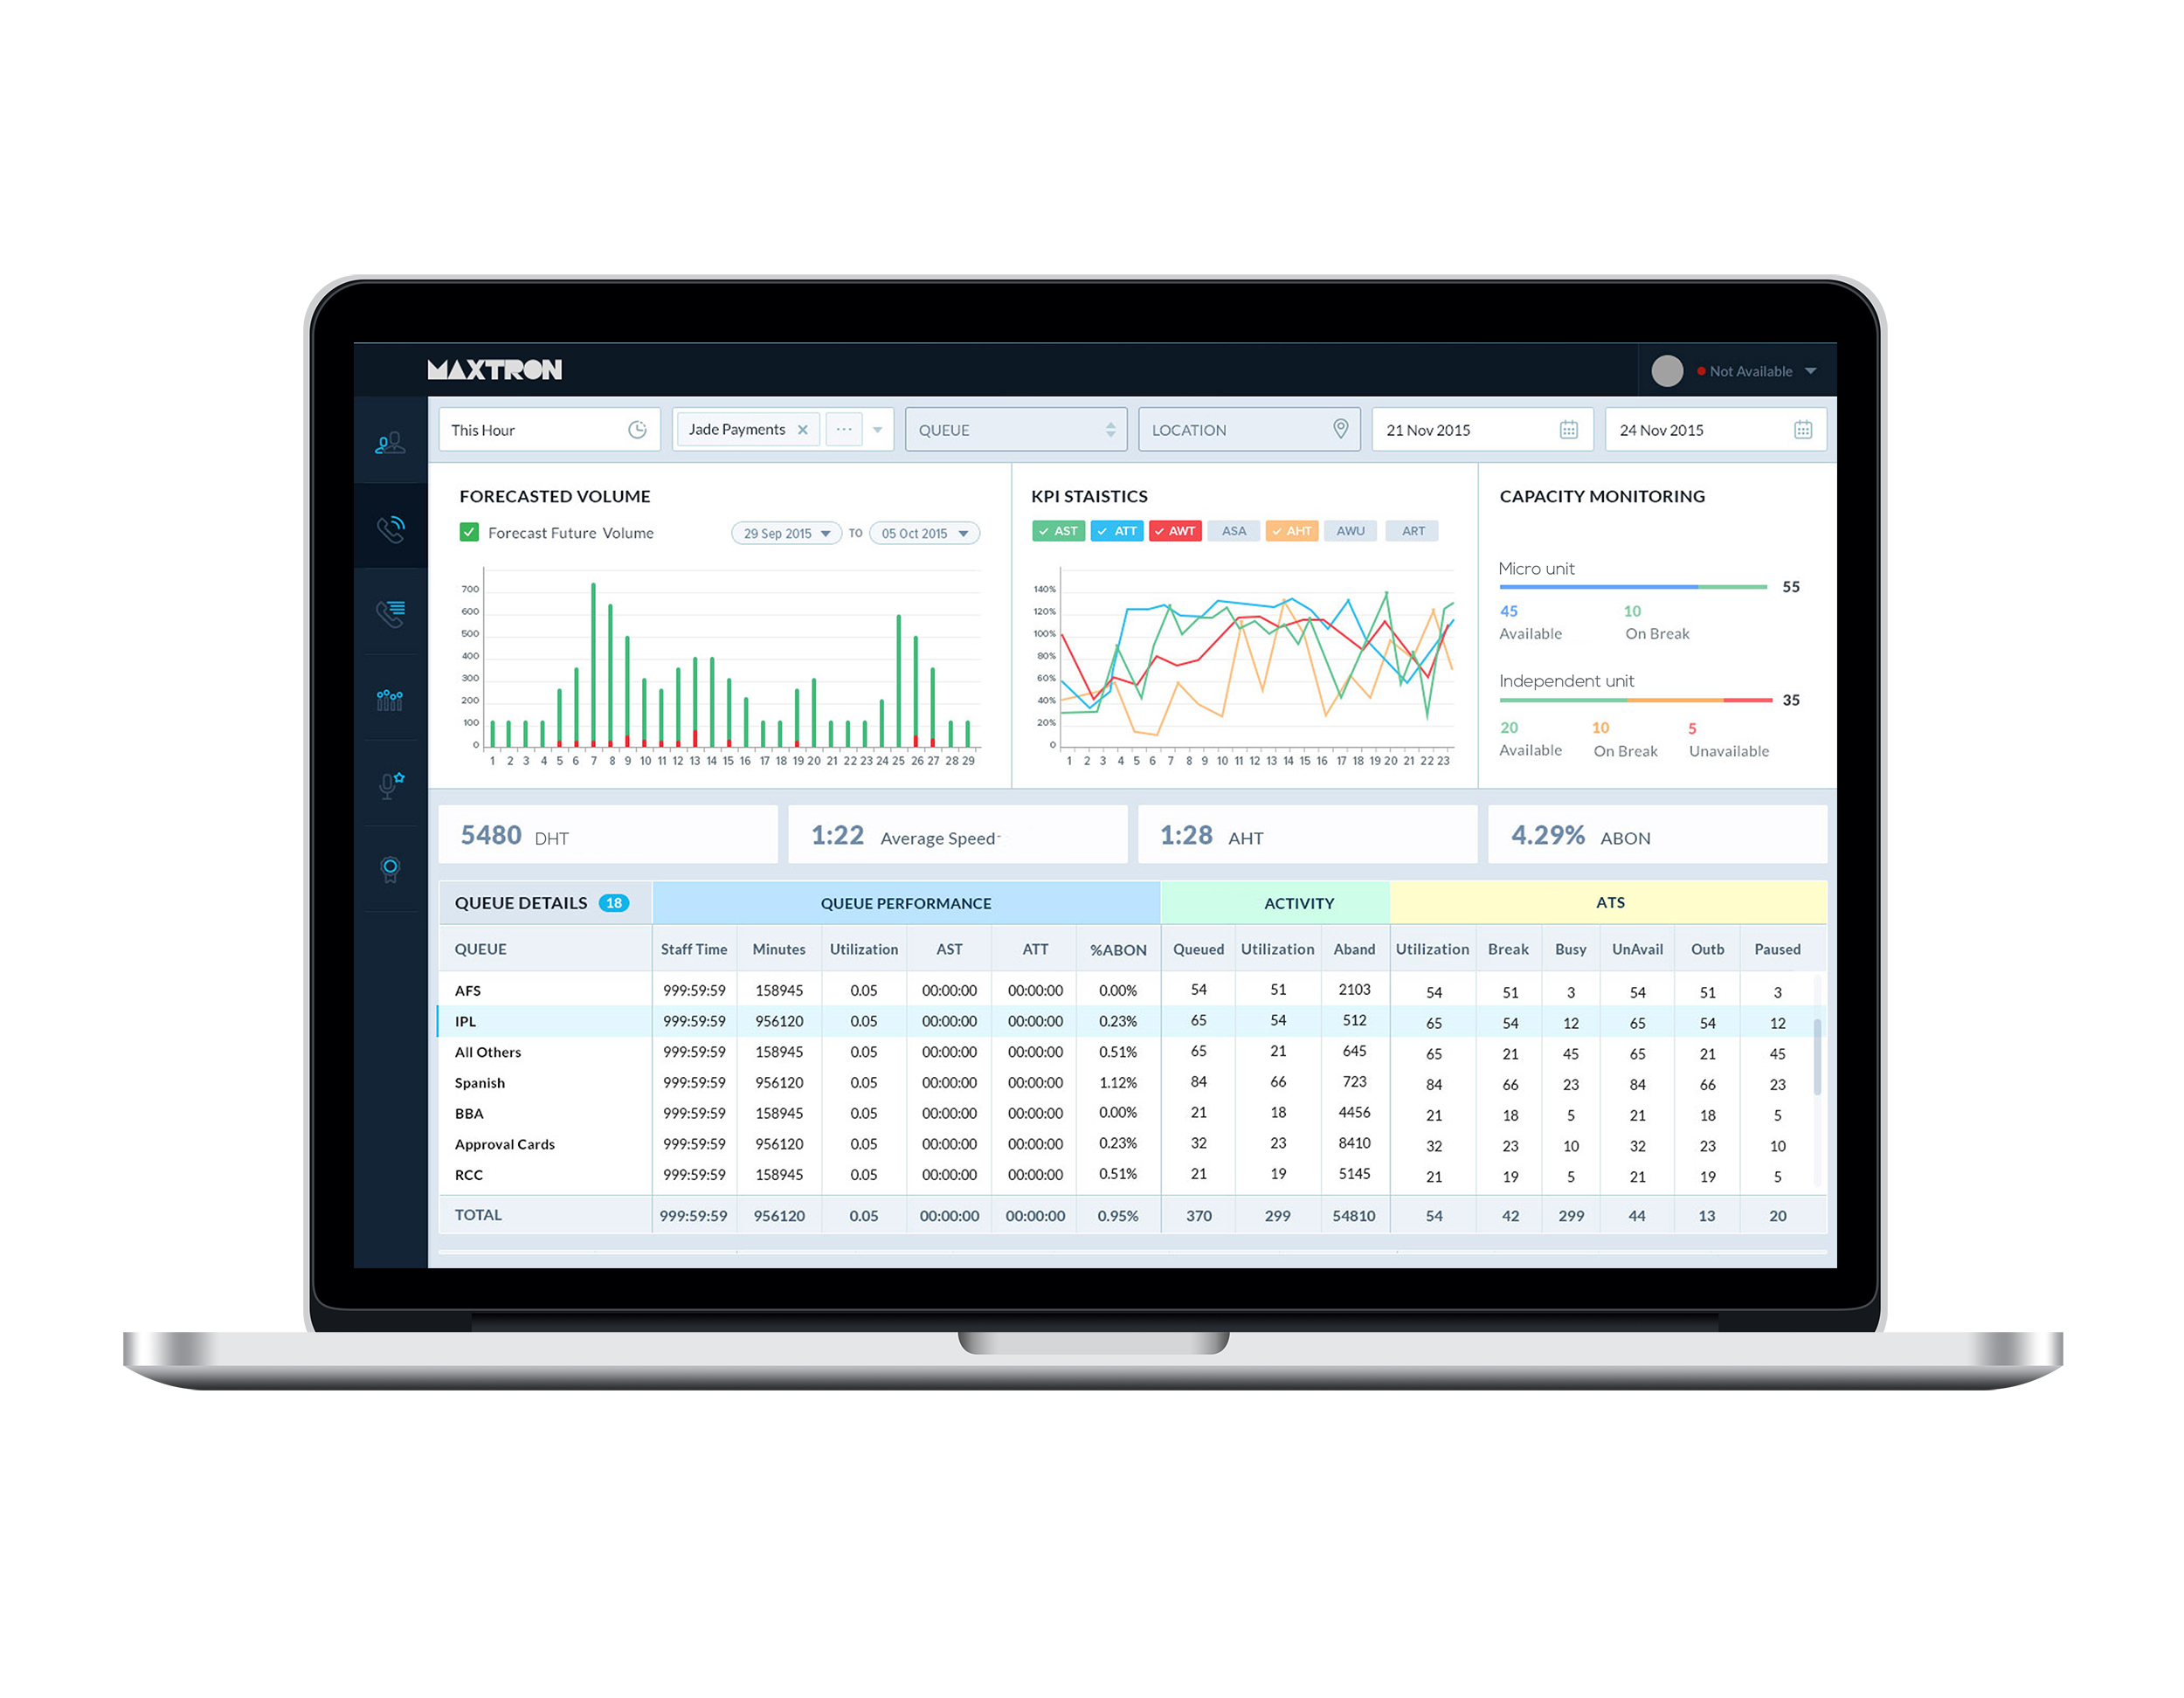 MAXTRON
Not Available
This Hour
Jade Payments ✕ ...
QUEUE
LOCATION
21 Nov 2015
24 Nov 2015
FORECASTED VOLUME
Forecast Future Volume
29 Sep 2015 TO 05 Oct 2015
700
600
500
400
300
200
100
0
1 2 3 4 5 6 7 8 9 10 11 12 13 14 15 16 17 18 19 20 21 22 23 24 25 26 27 28 29
KPI STAISTICS
AST ATT AWT ASA AHT AWU ART
140%
120%
100%
80%
60%
40%
20%
0
1 2 3 4 5 6 7 8 9 10 11 12 13 14 15 16 17 18 19 20 21 22 23
CAPACITY MONITORING
Micro unit
55
45 10
Available On Break
Independent unit
35
20 10 5
Available On Break Unavailable
5480 DHT
1:22 Average Speed
1:28 AHT
4.29% ABON
QUEUE DETAILS 18 QUEUE PERFORMANCE ACTIVITY ATS
QUEUE Staff Time Minutes Utilization AST ATT %ABON Queued Utilization Aband Utilization Break Busy UnAvail Outb Paused
AFS 999:59:59 158945 0.05 00:00:00 00:00:00 0.00% 54 51 2103 54 51 3 54 51 3
IPL 999:59:59 956120 0.05 00:00:00 00:00:00 0.23% 65 54 512 65 54 12 65 54 12
All Others 999:59:59 158945 0.05 00:00:00 00:00:00 0.51% 65 21 645 65 21 45 65 21 45
Spanish 999:59:59 956120 0.05 00:00:00 00:00:00 1.12% 84 66 723 84 66 23 84 66 23
BBA 999:59:59 158945 0.05 00:00:00 00:00:00 0.00% 21 18 4456 21 18 5 21 18 5
Approval Cards 999:59:59 956120 0.05 00:00:00 00:00:00 0.23% 32 23 8410 32 23 10 32 23 10
RCC 999:59:59 158945 0.05 00:00:00 00:00:00 0.51% 21 19 5145 21 19 5 21 19 5
TOTAL 999:59:59 956120 0.05 00:00:00 00:00:00 0.95% 370 299 54810 54 42 299 44 13 20